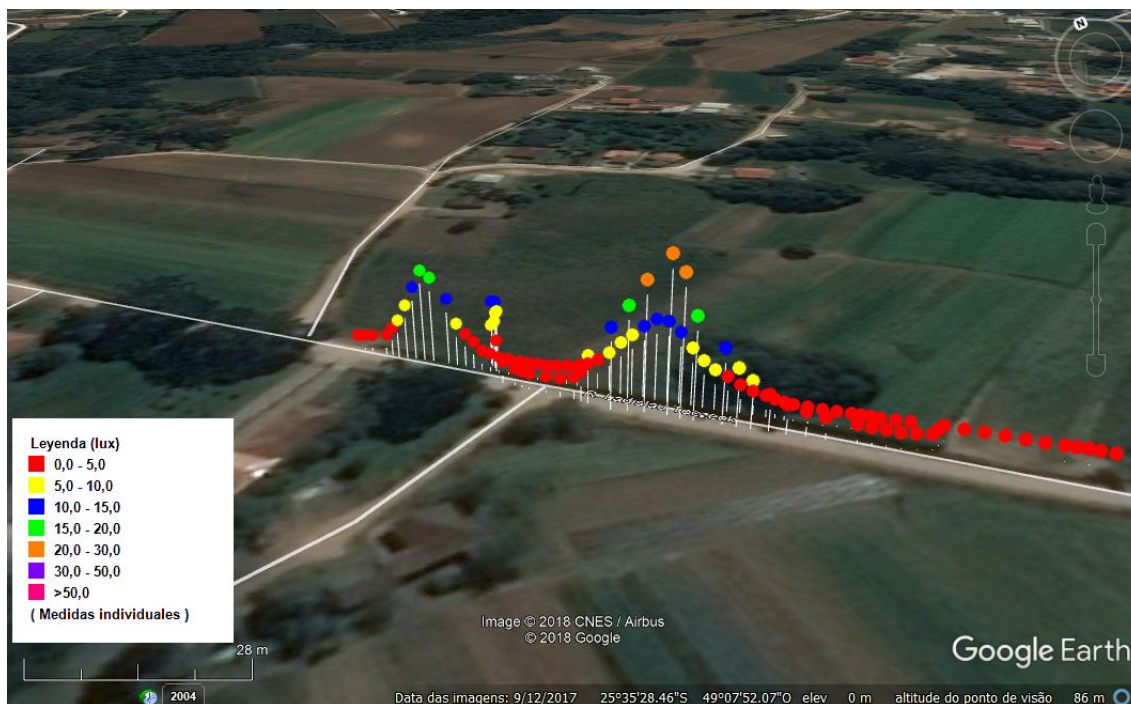 N
R. Ladislau
Leyenda (lux)
0,0 - 5,0
5,0 - 10,0
10,0 - 15,0
15,0 - 20,0
20,0 - 30,0
30,0 - 50,0
>50,0
( Medidas individuales )
28 m
Image © 2018 CNES / Airbus
© 2018 Google
Google Earth
2004
Data das imagens: 9/12/2017 25°35'28.46"S 49°07'52.07"O elev 0 m altitude do ponto de visão 86 m